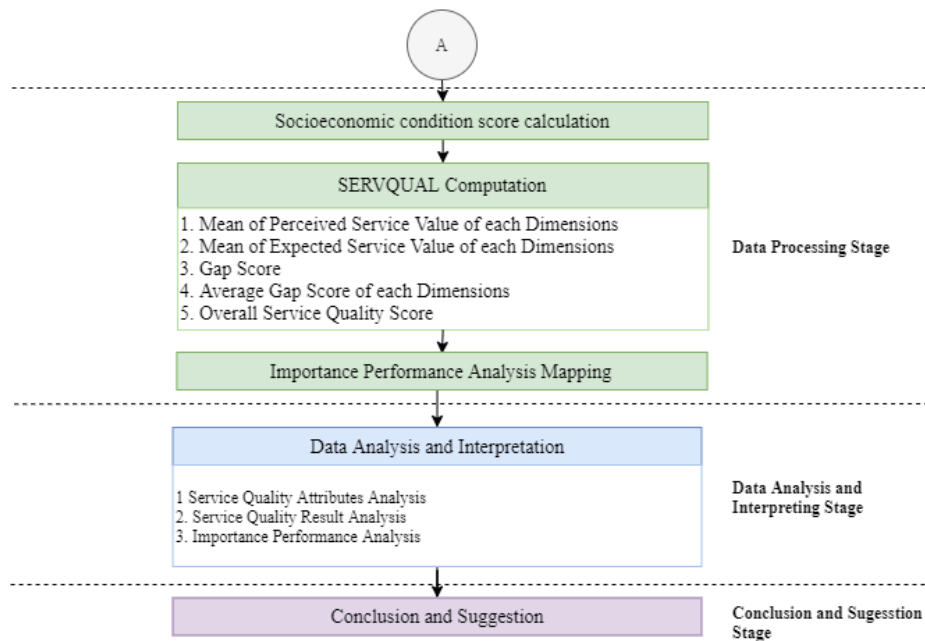 A
Socioeconomic condition score calculation
SERVQUAL Computation
1. Mean of Perceived Service Value of each Dimensions
2. Mean of Expected Service Value of each Dimensions
3. Gap Score
4. Average Gap Score of each Dimensions
5. Overall Service Quality Score
Data Processing Stage
Importance Performance Analysis Mapping
Data Analysis and Interpretation
1 Service Quality Attributes Analysis
2. Service Quality Result Analysis
3. Importance Performance Analysis
Data Analysis and
Interpreting Stage
Conclusion and Suggestion
Conclusion and Sugesstion
Stage